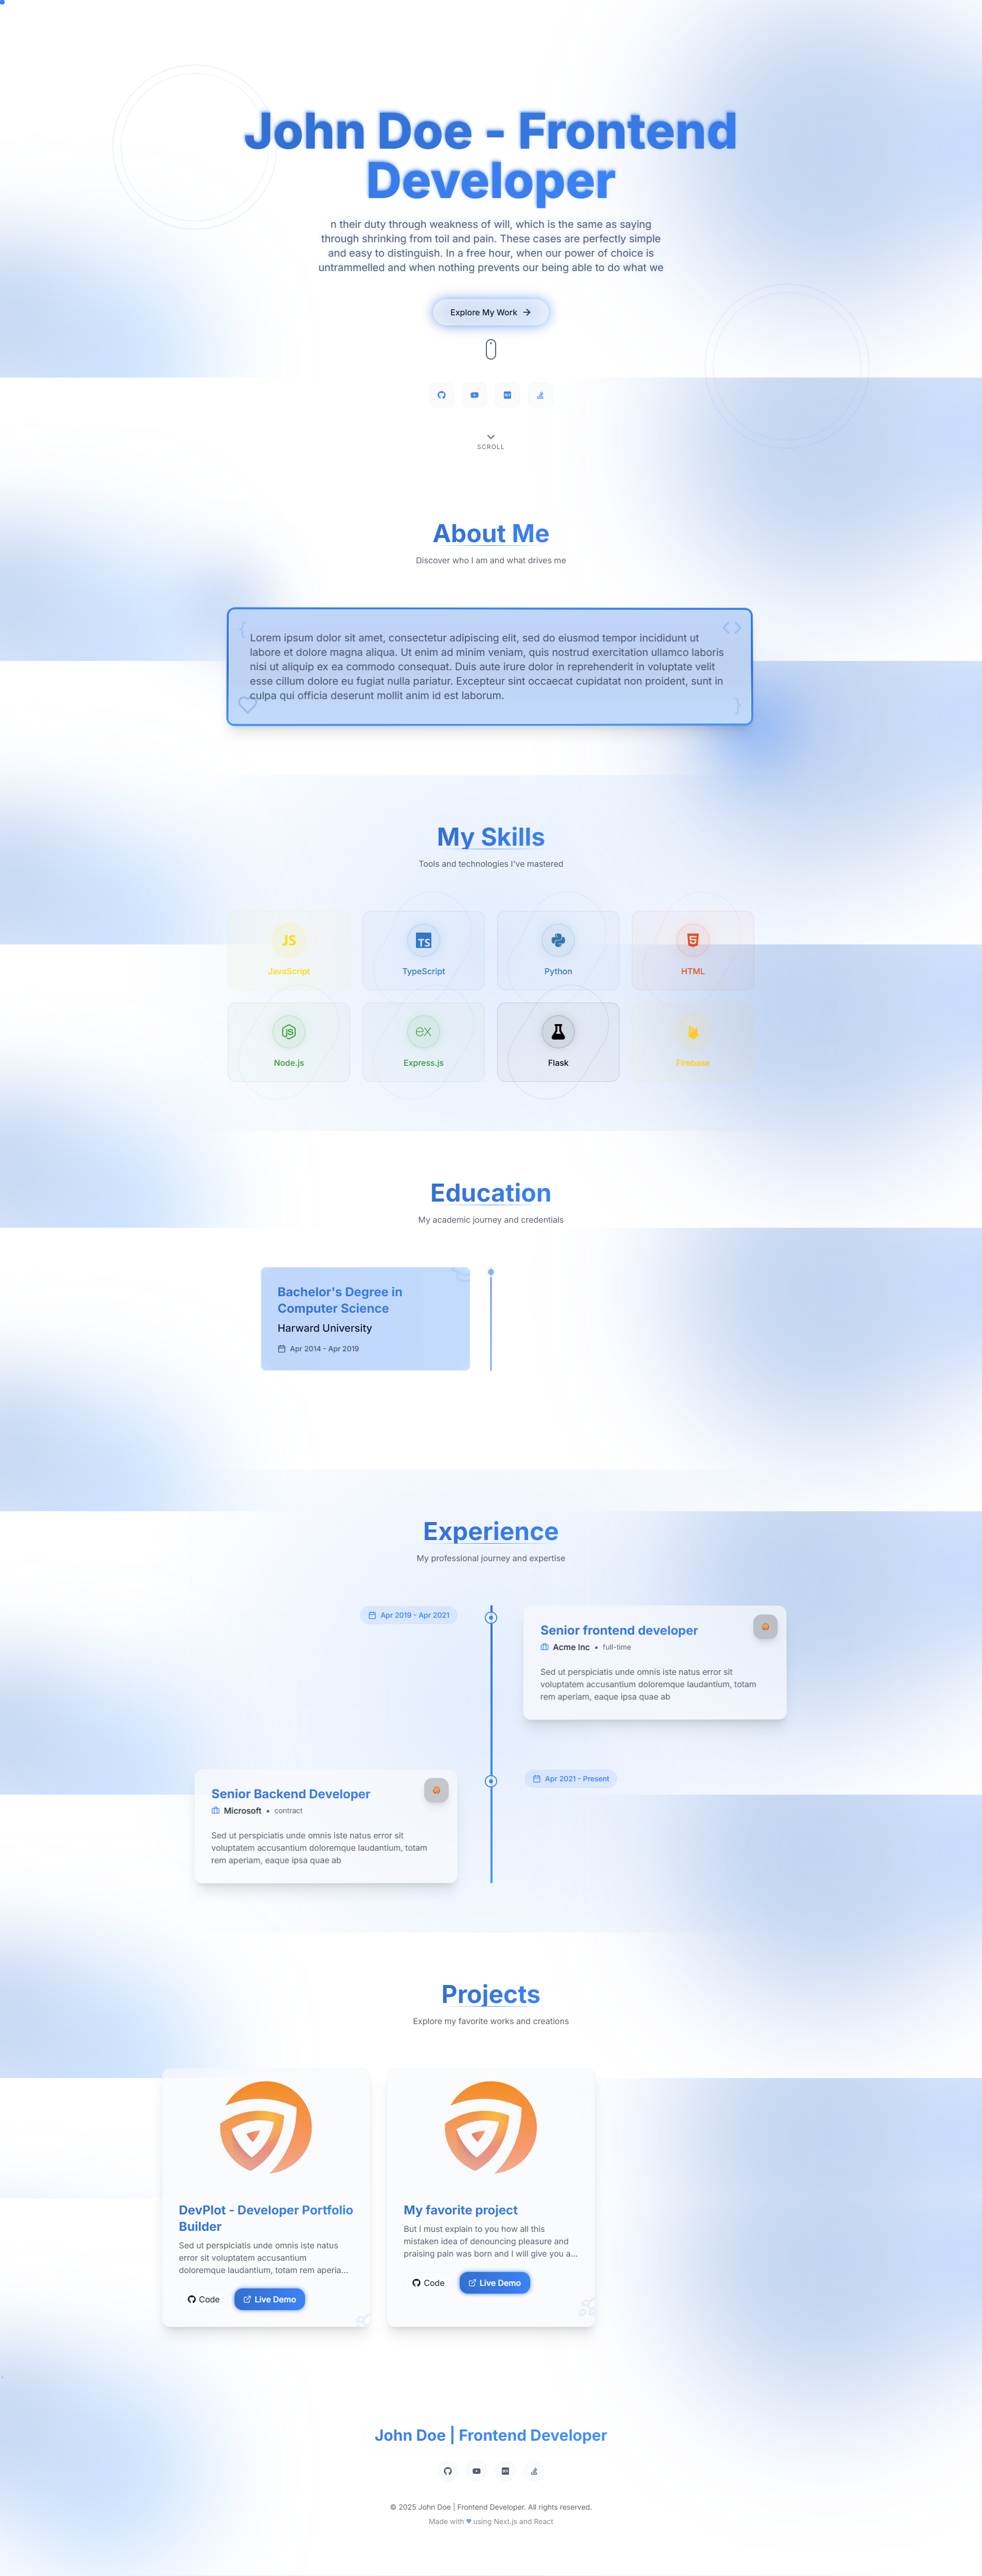 John Doe - Frontend
Developer
n their duty through weakness of will, which is the same as saying
through shrinking from toil and pain. These cases are perfectly simple
and easy to distinguish. In a free hour, when our power of choice is
untrammelled and when nothing prevents our being able to do what we
Explore My Work
SCROLL
About Me
Discover who I am and what drives me
Lorem ipsum dolor sit amet, consectetur adipiscing elit, sed do eiusmod tempor incididunt ut
labore et dolore magna aliqua. Ut enim ad minim veniam, quis nostrud exercitation ullamco laboris
nisi ut aliquip ex ea commodo consequat. Duis aute irure dolor in reprehenderit in voluptate velit
esse cillum dolore eu fugiat nulla pariatur. Excepteur sint occaecat cupidatat non proident, sunt in
culpa qui officia deserunt mollit anim id est laborum.
My Skills
Tools and technologies I've mastered
JS
JavaScript
TS
TypeScript
Python
HTML
Node.js
ex
Express.js
Flask
Firebase
Education
My academic journey and credentials
Bachelor's Degree in
Computer Science
Harward University
Apr 2014 - Apr 2019
Experience
My professional journey and expertise
Apr 2019 - Apr 2021
Senior frontend developer
Acme Inc • full-time
Sed ut perspiciatis unde omnis iste natus error sit
voluptatem accusantium doloremque laudantium, totam
rem aperiam, eaque ipsa quae ab
Apr 2021 - Present
Senior Backend Developer
Microsoft • contract
Sed ut perspiciatis unde omnis iste natus error sit
voluptatem accusantium doloremque laudantium, totam
rem aperiam, eaque ipsa quae ab
Projects
Explore my favorite works and creations
DevPlot - Developer Portfolio
Builder
Sed ut perspiciatis unde omnis iste natus
error sit voluptatem accusantium
doloremque laudantium, totam rem aperia...
Code
Live Demo
My favorite project
But I must explain to you how all this
mistaken idea of denouncing pleasure and
praising pain was born and I will give you a...
Code
Live Demo
John Doe | Frontend Developer
© 2025 John Doe | Frontend Developer. All rights reserved.
Made with ♥ using Next.js and React